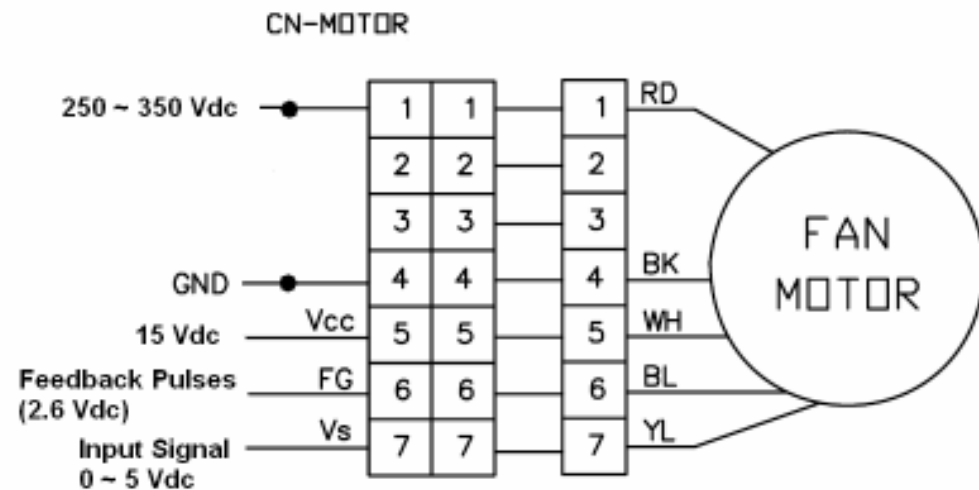 CN-MOTOR
250 ~ 350 Vdc 1 1 1 RD
2 2 2
3 3 3
FAN
GND 4 4 4 BK
MOTOR
15 Vdc Vcc 5 5 5 WH
Feedback Pulses FG 6 6 6 BL
(2.6 Vdc)
Input Signal Vs 7 7 7 YL
0 ~ 5 Vdc